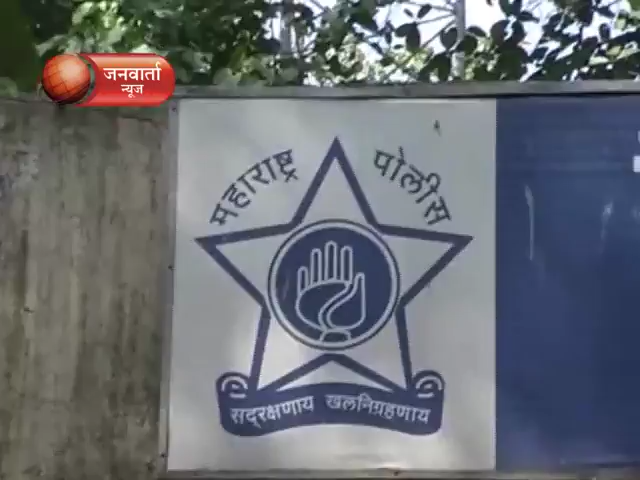 जनवार्ता
न्यूज
महाराष्ट्र पोलीस
सद्रक्षणाय खलनिग्रहणाय